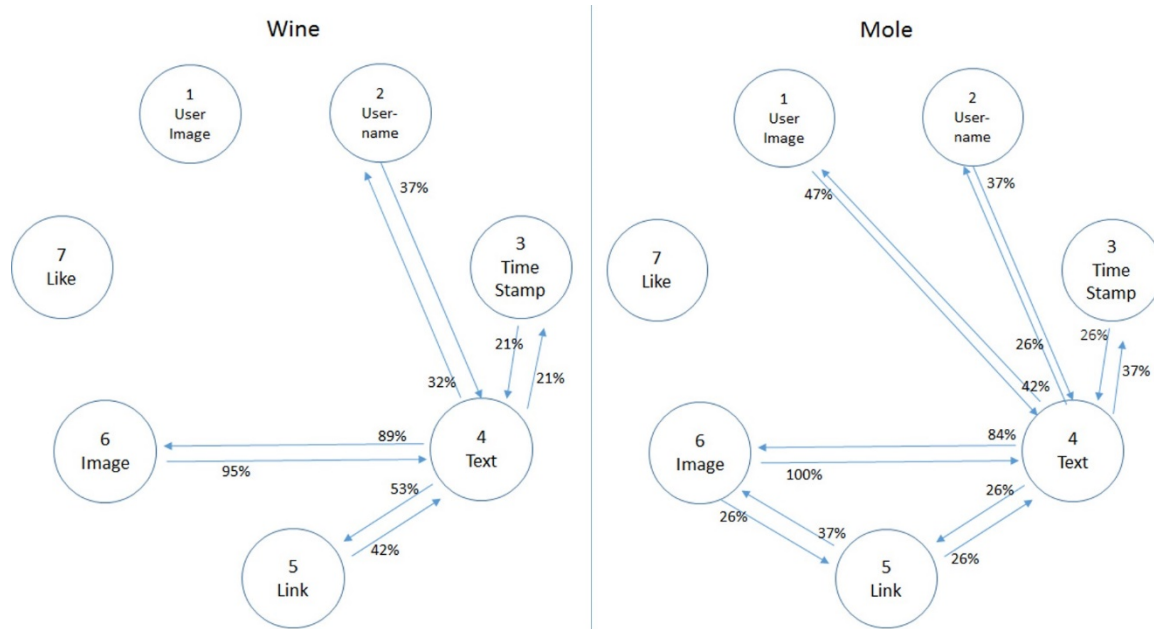 Wine
1
User
Image
2
User-
name
37%
7
Like
3
Time
Stamp
21%
21%
32%
6
Image
89%
95%
4
Text
53%
42%
5
Link
Mole
1
User
Image
2
User-
name
47%
37%
7
Like
3
Time
Stamp
26%
26%
37%
42%
6
Image
84%
100%
4
Text
26%
37%
26%
26%
5
Link